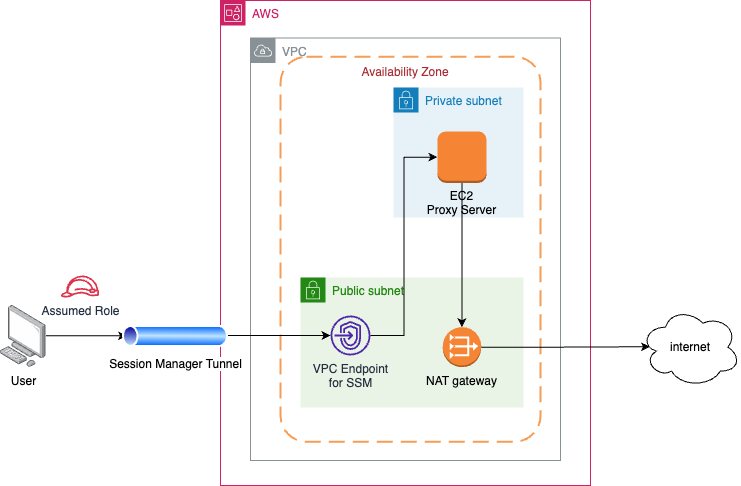 AWS
VPC
Availability Zone
Private subnet
EC2
Proxy Server
Public subnet
Assumed Role
Session Manager Tunnel
User
VPC Endpoint
for SSM
NAT gateway
internet